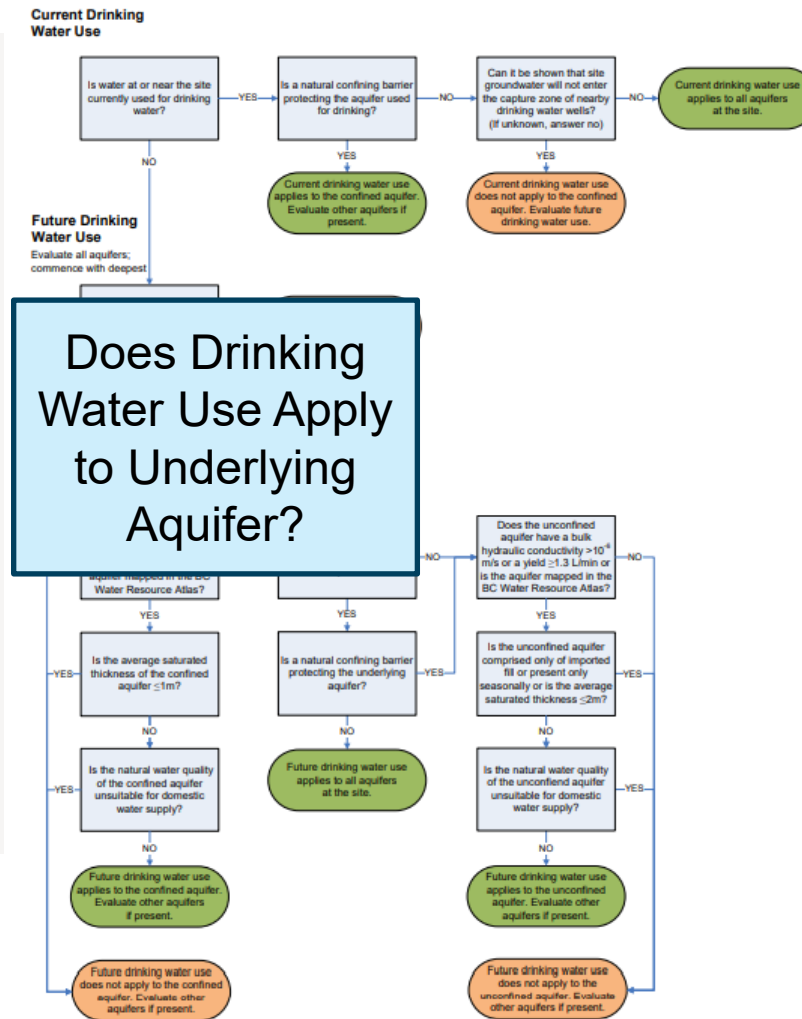 Current Drinking
Water Use
Is water at or near the site
currently used for drinking
water?
YES
Is a natural confining barrier
protecting the aquifer used
for drinking?
NO
Can it be shown that site
groundwater will not enter
the capture zone of nearby
drinking water wells?
(If unknown, answer no)
NO
Current drinking water use
applies to all aquifers
at the site.
NO
YES
YES
Current drinking water use
applies to the confined aquifer.
Evaluate other aquifers if
present.
Current drinking water use
does not apply to the confined
aquifer. Evaluate future
drinking water use.
Future Drinking
Water Use
Evaluate all aquifers;
commence with deepest
Does Drinking
Water Use Apply
to Underlying
Aquifer?
aquifer mapped in the BC
Water Resource Atlas?
NO
Does the unconfined
aquifer have a bulk
hydraulic conductivity >10⁻⁶
m/s or a yield ≥1.3 L/min or
is the aquifer mapped in the
BC Water Resource Atlas?
NO
YES
YES
YES
YES
Is the average saturated
thickness of the confined
aquifer ≤1m?
Is a natural confining barrier
protecting the underlying
aquifer?
YES
Is the unconfined aquifer
comprised only of imported
fill or present only
seasonally or is the average
saturated thickness ≤2m?
YES
NO
NO
NO
YES
Is the natural water quality
of the confined aquifer
unsuitable for domestic
water supply?
Future drinking water use
applies to all aquifers
at the site.
Is the natural water quality
of the unconfiend aquifer
unsuitable for domestic
water supply?
YES
NO
NO
Future drinking water use
applies to the confined aquifer.
Evaluate other aquifers
if present.
Future drinking water use
applies to the unconfined
aquifer. Evaluate other
aquifers if present.
Future drinking water use
does not apply to the confined
aquifer. Evaluate other
aquifers if present.
Future drinking water use
does not apply to the
unconfined aquifer. Evaluate
other aquifers if present.